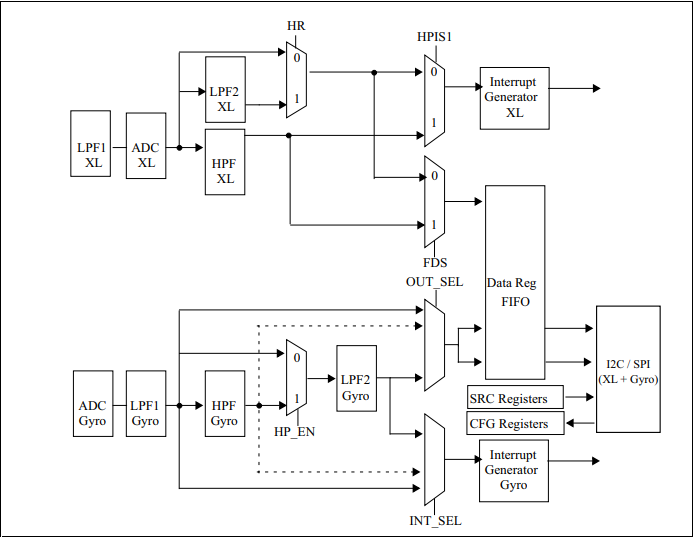 HR
HPIS1
0
1
LPF2
XL
0
1
Interrupt
Generator
XL
LPF1
XL
ADC
XL
HPF
XL
0
1
FDS
OUT_SEL
Data Reg
FIFO
I2C / SPI
(XL + Gyro)
0
1
HP_EN
LPF2
Gyro
ADC
Gyro
LPF1
Gyro
HPF
Gyro
SRC Registers
CFG Registers
Interrupt
Generator
Gyro
INT_SEL